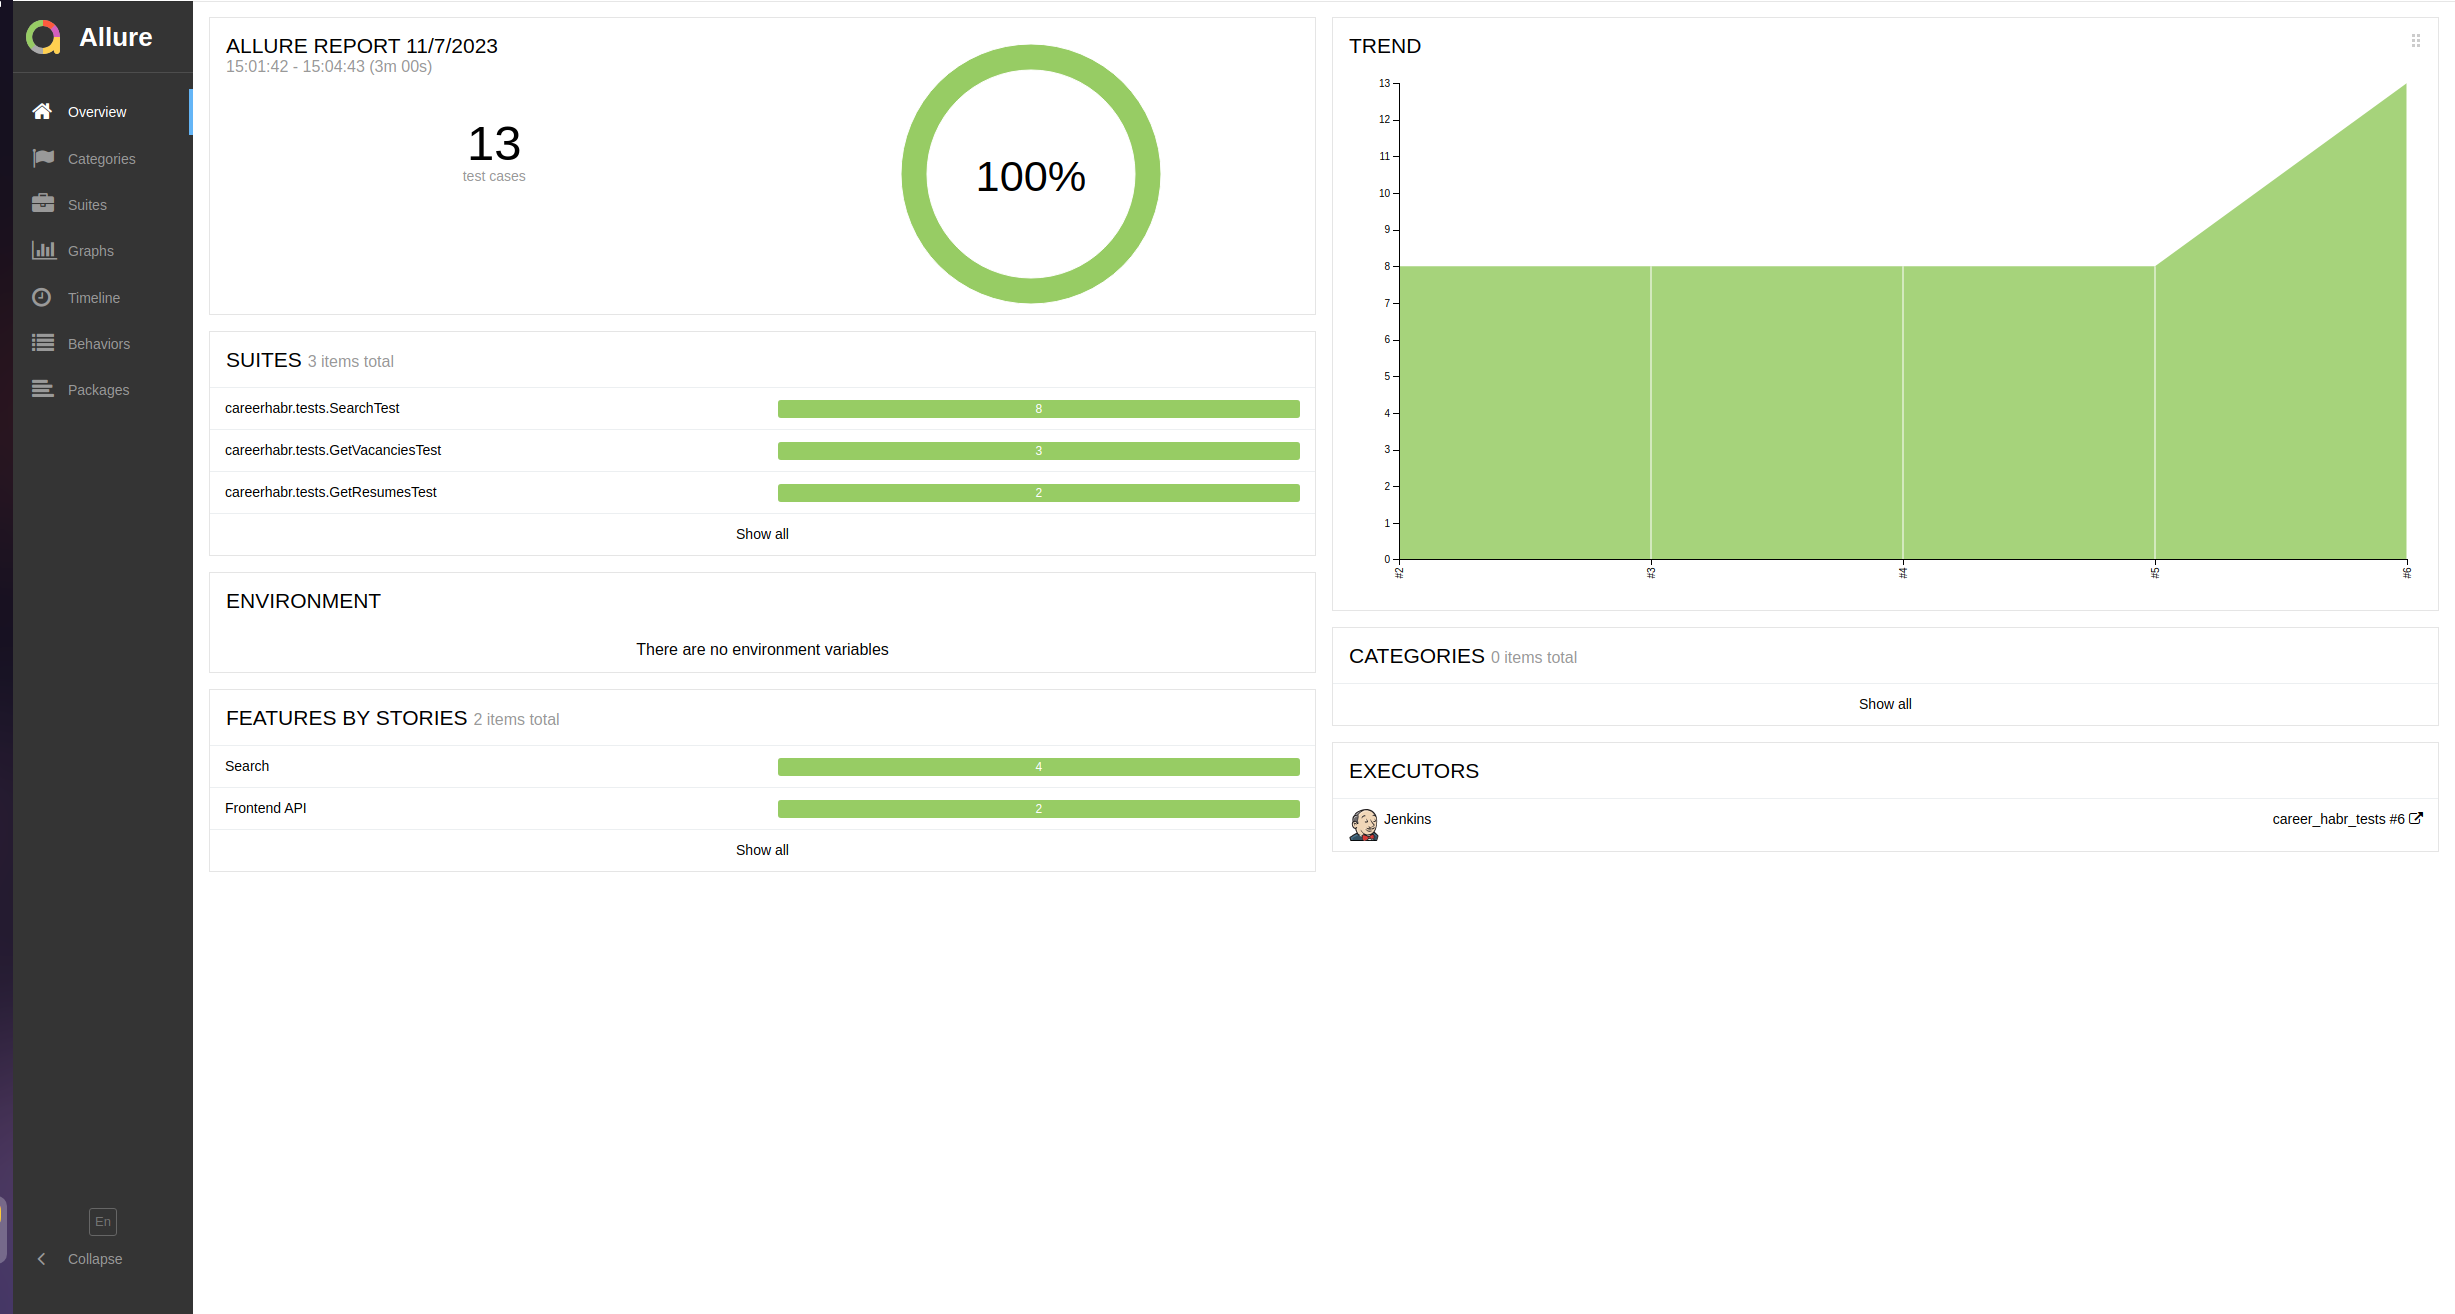 Allure
Overview
Categories
Suites
Graphs
Timeline
Behaviors
Packages
En
Collapse
ALLURE REPORT 11/7/2023
15:01:42 - 15:04:43 (3m 00s)
13
test cases
100%
SUITES 3 items total
careerhabr.tests.SearchTest 8
careerhabr.tests.GetVacanciesTest 3
careerhabr.tests.GetResumesTest 2
Show all
ENVIRONMENT
There are no environment variables
FEATURES BY STORIES 2 items total
Search 4
Frontend API 2
Show all
TREND
13
12
11
10
9
8
7
6
5
4
3
2
1
0
#2 #3 #4 #5 #6
CATEGORIES 0 items total
Show all
EXECUTORS
Jenkins career_habr_tests #6